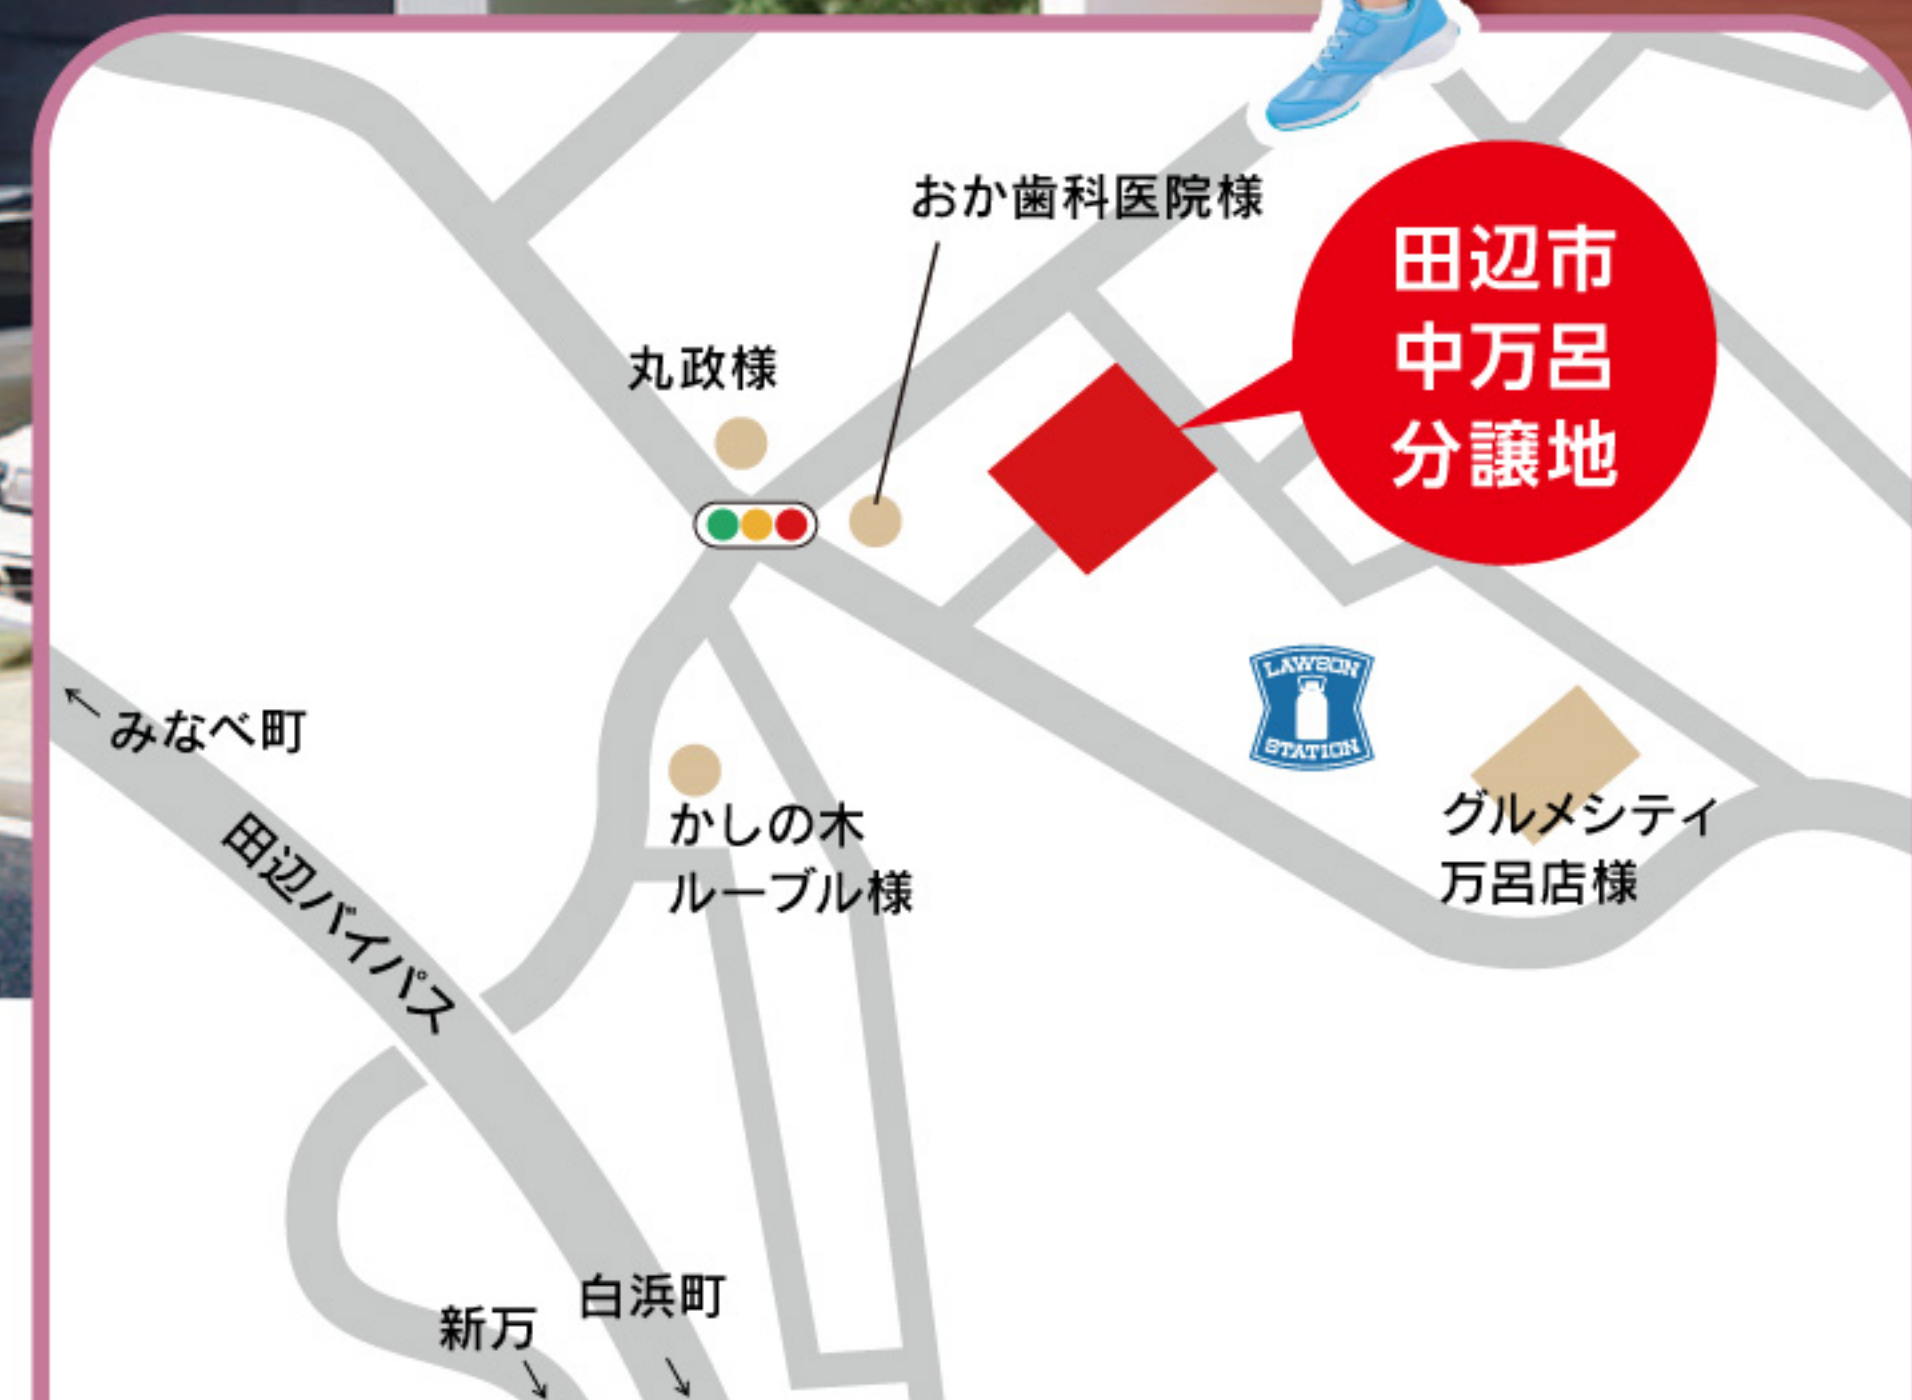 おか歯科医院様
田辺市
中万呂
分譲地
丸政様
LAWSON
STATION
←みなべ町
グルメシティ
万呂店様
かしの木
ルーブル様
田辺バイパス
白浜町
新万